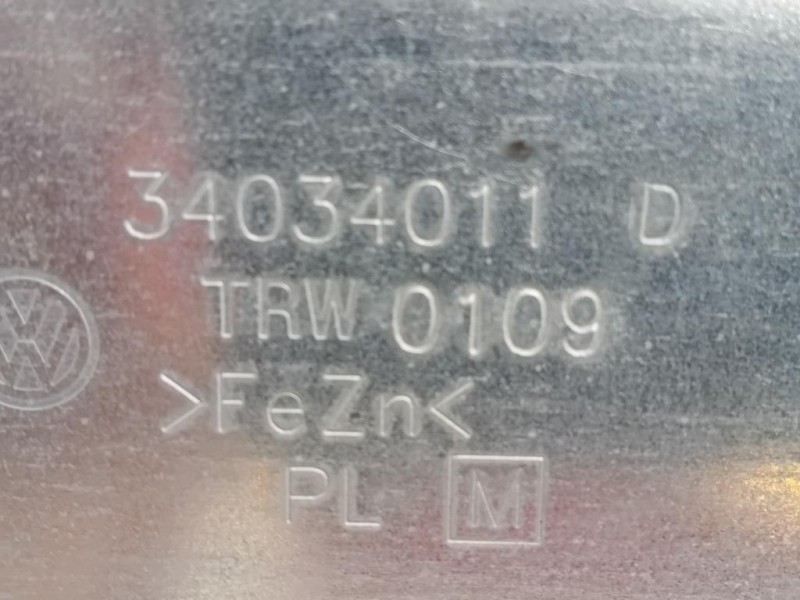 34034011 D
TRW 0109
>FeZn<
PL M